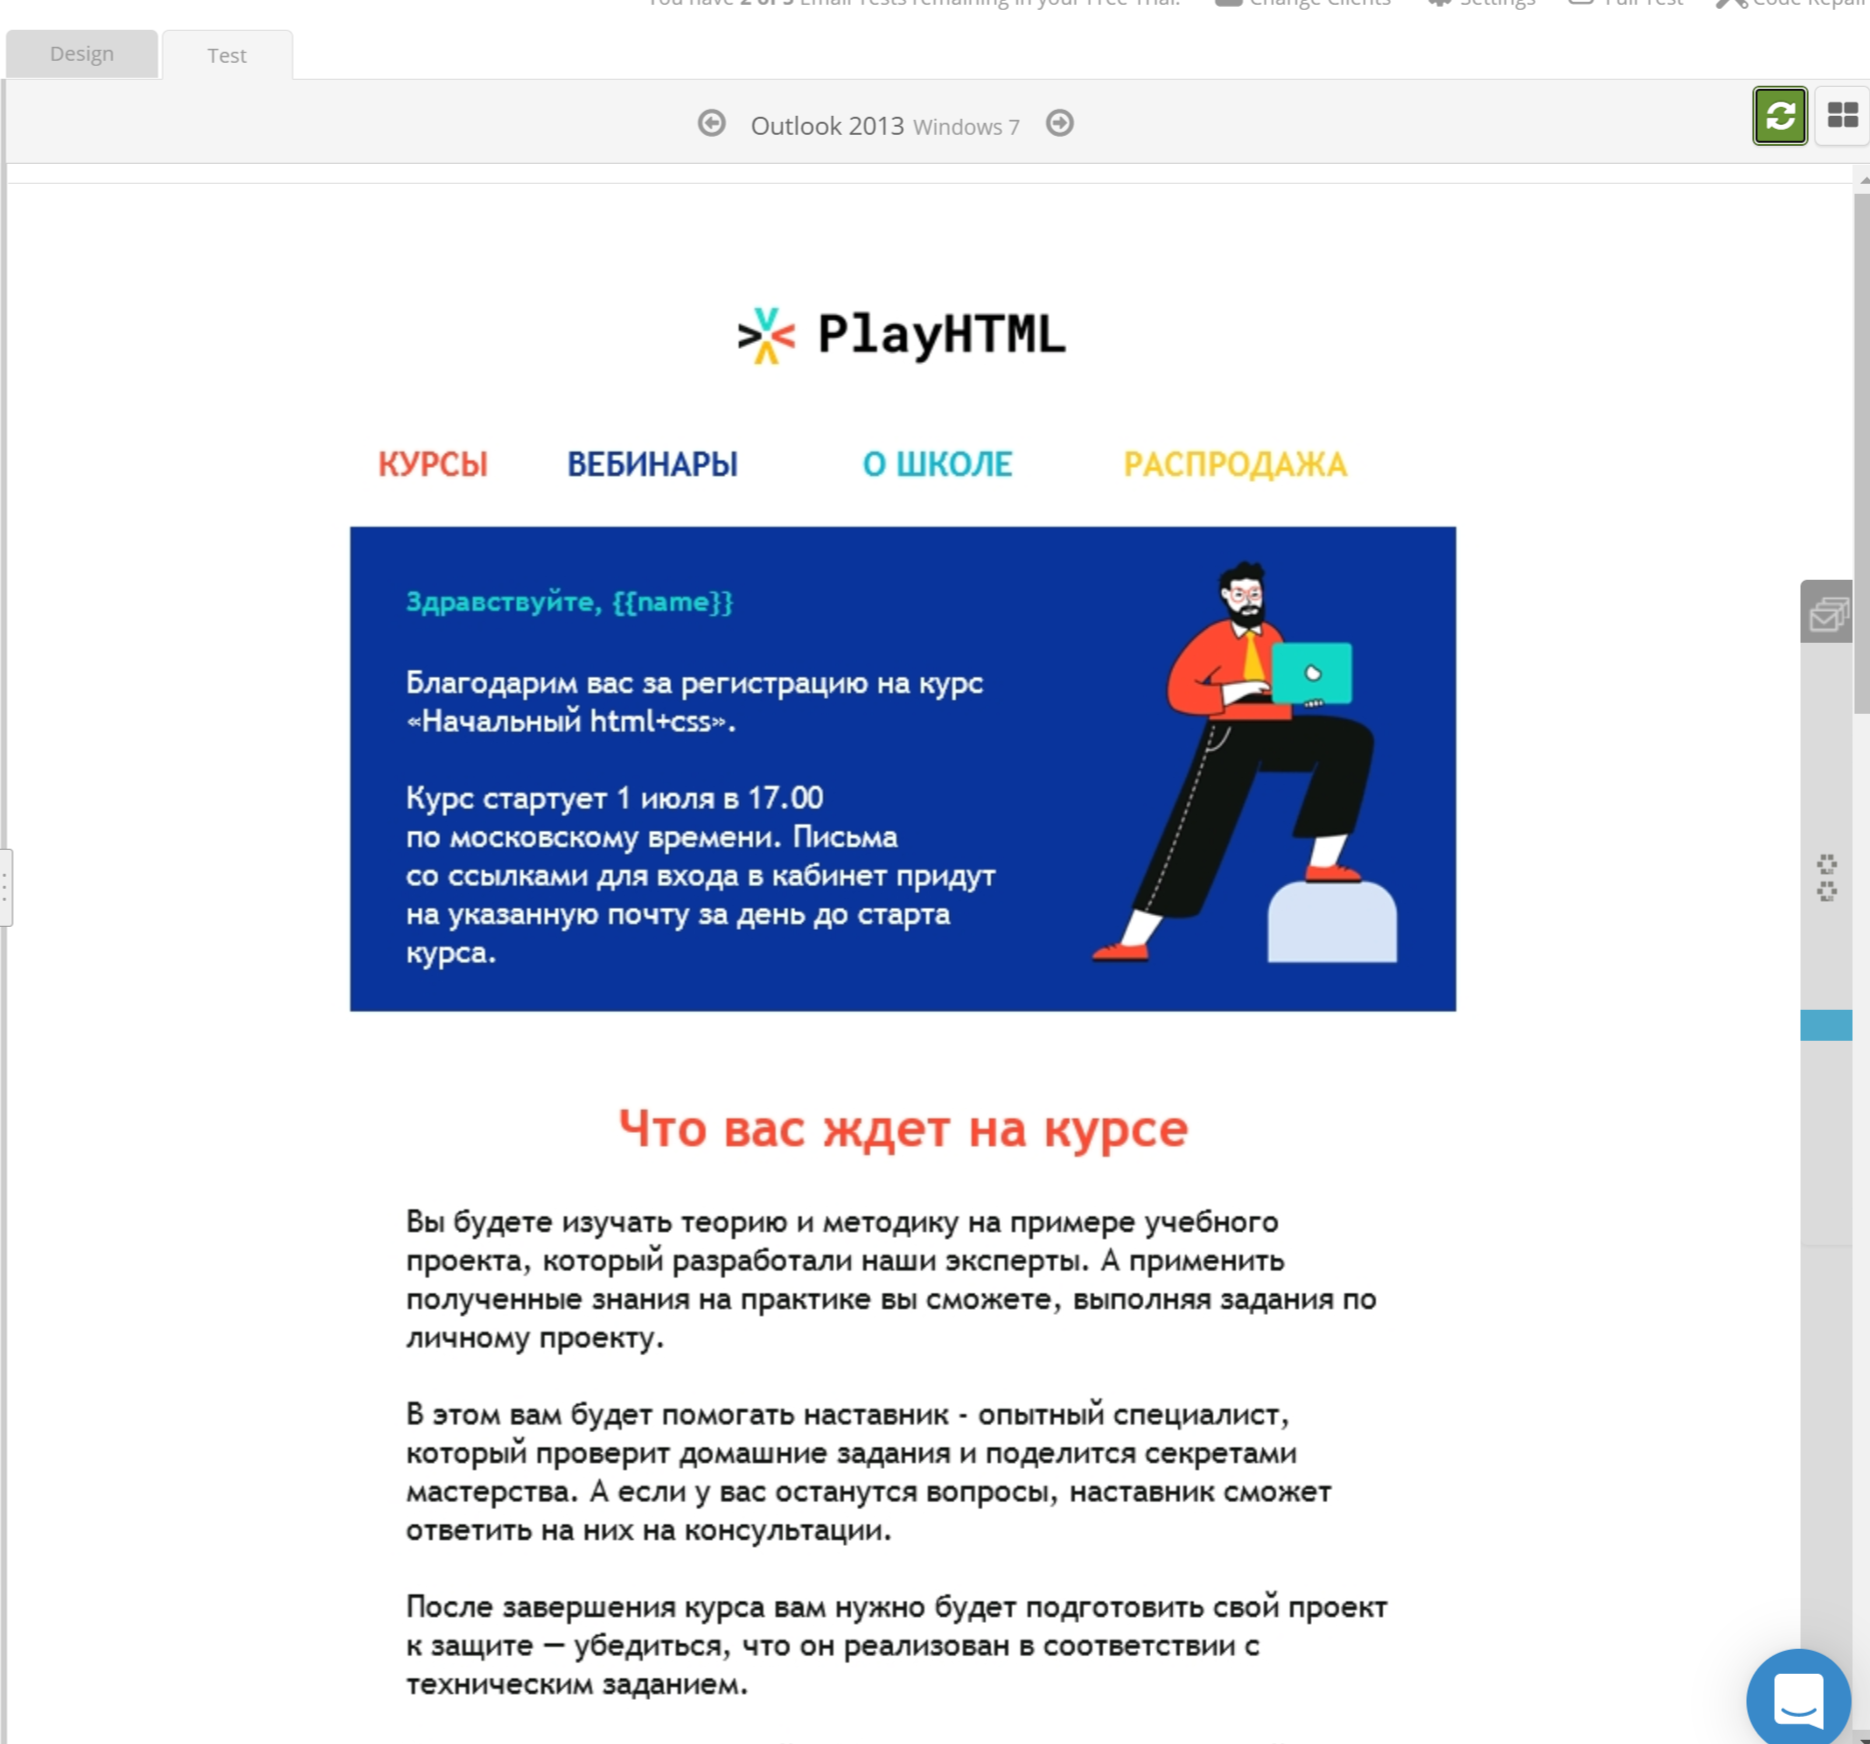 You have 2 of 3 Email Tests remaining in your Free Trial. Change Clients Settings Full Test Code Repair
Design Test
Outlook 2013 Windows 7
PlayHTML
КУРСЫ ВЕБИНАРЫ О ШКОЛЕ РАСПРОДАЖА
Здравствуйте, {{name}}
Благодарим вас за регистрацию на курс
«Начальный html+css».
Курс стартует 1 июля в 17.00
по московскому времени. Письма
со ссылками для входа в кабинет придут
на указанную почту за день до старта
курса.
Что вас ждет на курсе
Вы будете изучать теорию и методику на примере учебного
проекта, который разработали наши эксперты. А применить
полученные знания на практике вы сможете, выполняя задания по
личному проекту.
В этом вам будет помогать наставник - опытный специалист,
который проверит домашние задания и поделится секретами
мастерства. А если у вас останутся вопросы, наставник сможет
ответить на них на консультации.
После завершения курса вам нужно будет подготовить свой проект
к защите — убедиться, что он реализован в соответствии с
техническим заданием.